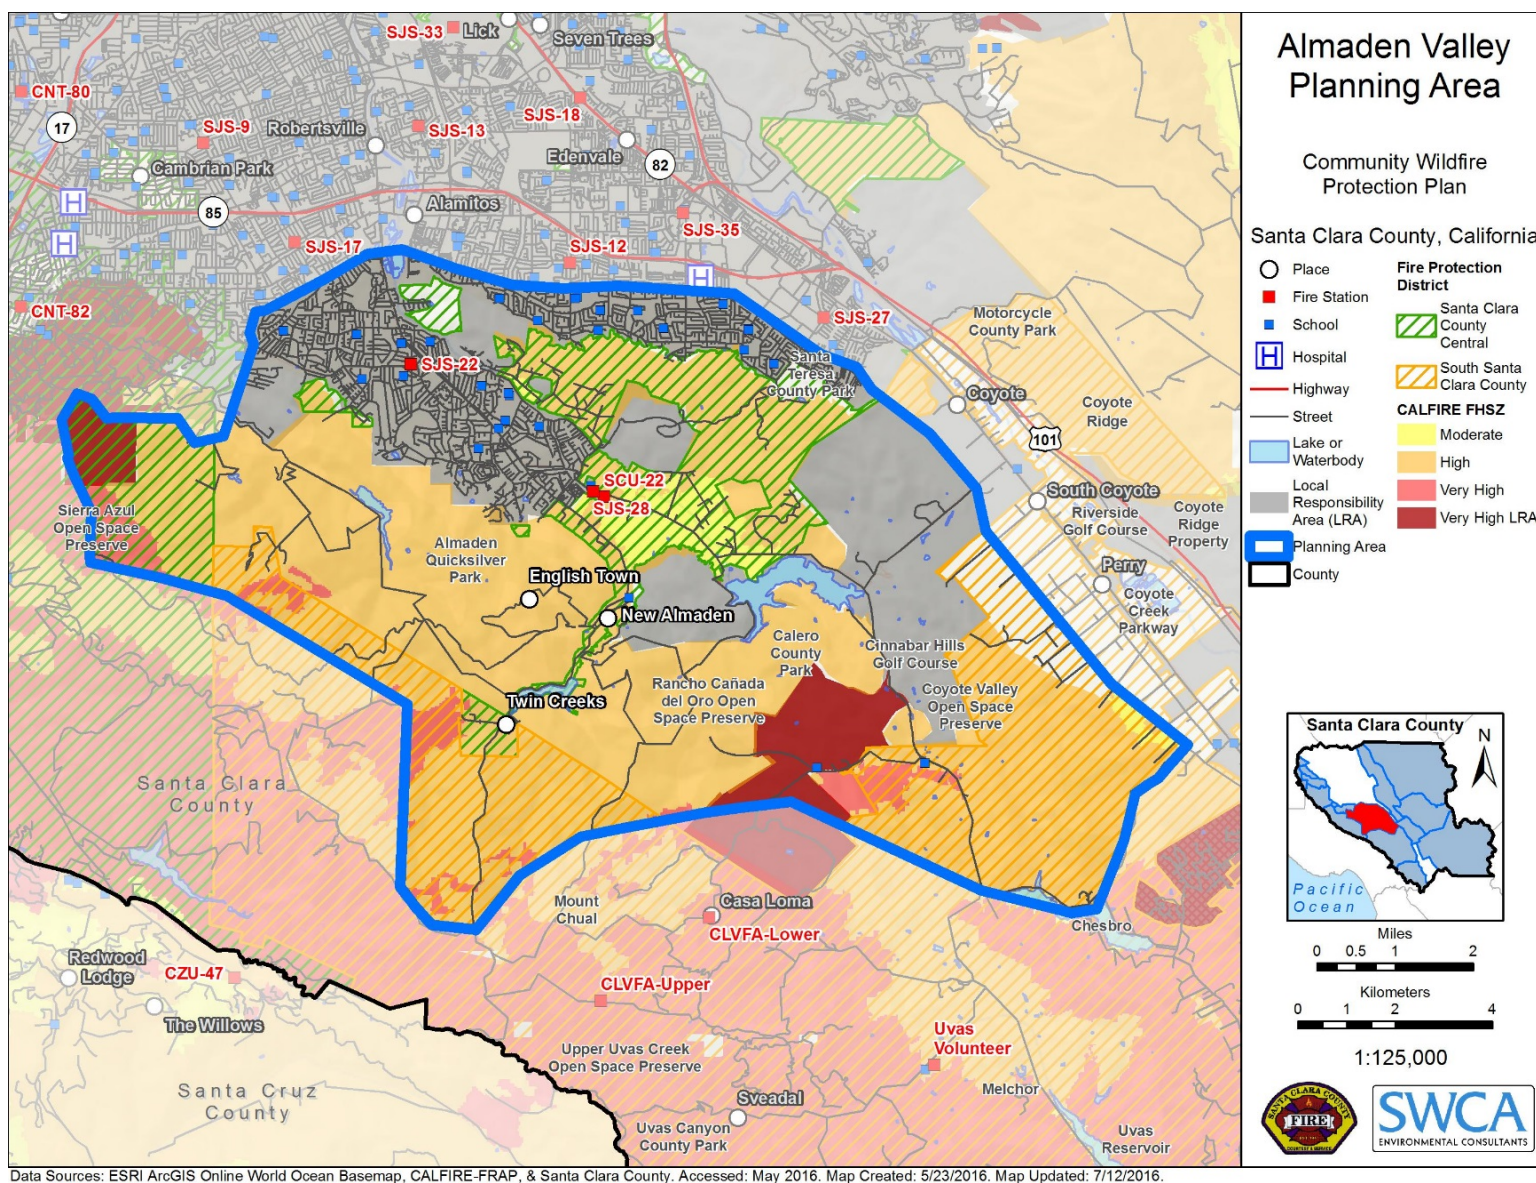 Almaden Valley
Planning Area
Community Wildfire
Protection Plan
Santa Clara County, California
Place
Fire Station
School
Hospital
Highway
Street
Lake or
Waterbody
Local
Responsibility
Area (LRA)
Planning Area
County
Fire Protection
District
Santa Clara
County
Central
South Santa
Clara County
CALFIRE FHSZ
Moderate
High
Very High
Very High LRA
SJS-33
Lick
Seven Trees
CNT-80
17
SJS-9
Robertsville
SJS-13
SJS-18
Edenvale
82
Cambrian Park
H
85
Alamitos
H
SJS-17
SJS-12
SJS-35
H
CNT-82
SJS-27
Motorcycle
County Park
SJS-22
Santa
Teresa
County Park
Coyote
Coyote
Ridge
101
SCU-22
SJS-28
South Coyote
Riverside
Golf Course
Coyote
Ridge
Property
Sierra Azul
Open Space
Preserve
Almaden
Quicksilver
Park
English Town
New Almaden
Perry
Coyote
Creek
Parkway
Calero
County
Park
Cinnabar Hills
Golf Course
Twin Creeks
Rancho Cañada
del Oro Open
Space Preserve
Coyote Valley
Open Space
Preserve
Santa Clara
County
Mount
Chual
Casa Loma
CLVFA-Lower
Chesbro
Redwood
Lodge
CZU-47
CLVFA-Upper
The Willows
Uvas
Volunteer
Upper Uvas Creek
Open Space Preserve
Melchor
Santa Cruz
County
Sveadal
Uvas Canyon
County Park
Uvas
Reservoir
Santa Clara County
N
Pacific
Ocean
Miles
0 0.5 1 2
Kilometers
0 1 2 4
1:125,000
SANTA CLARA COUNTY
FIRE
SWCA
ENVIRONMENTAL CONSULTANTS
Data Sources: ESRI ArcGIS Online World Ocean Basemap, CALFIRE-FRAP, & Santa Clara County. Accessed: May 2016. Map Created: 5/23/2016. Map Updated: 7/12/2016.